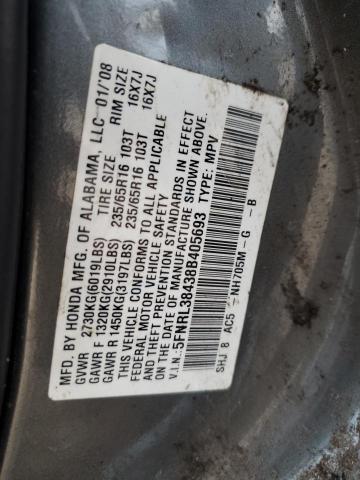 MFD. BY HONDA MFG. OF ALABAMA, LLC 01/'08
GVWR TIRE SIZE RIM SIZE
2730KG(6019LBS)
GAWR F 1320KG(2910LBS) 235/65R16 103T 16X7J
GAWR R 1450KG(3197LBS) 235/65R16 103T 16X7J
THIS VEHICLE CONFORMS TO ALL APPLICABLE
FEDERAL MOTOR VEHICLE SAFETY
AND THEFT PREVENTION STANDARDS IN EFFECT
ON THE DATE OF MANUFACTURE SHOWN ABOVE.
V.I.N.: 5FNRL38438B405693 TYPE: MPV
SHJ 8 AC5 NH705M - G - B